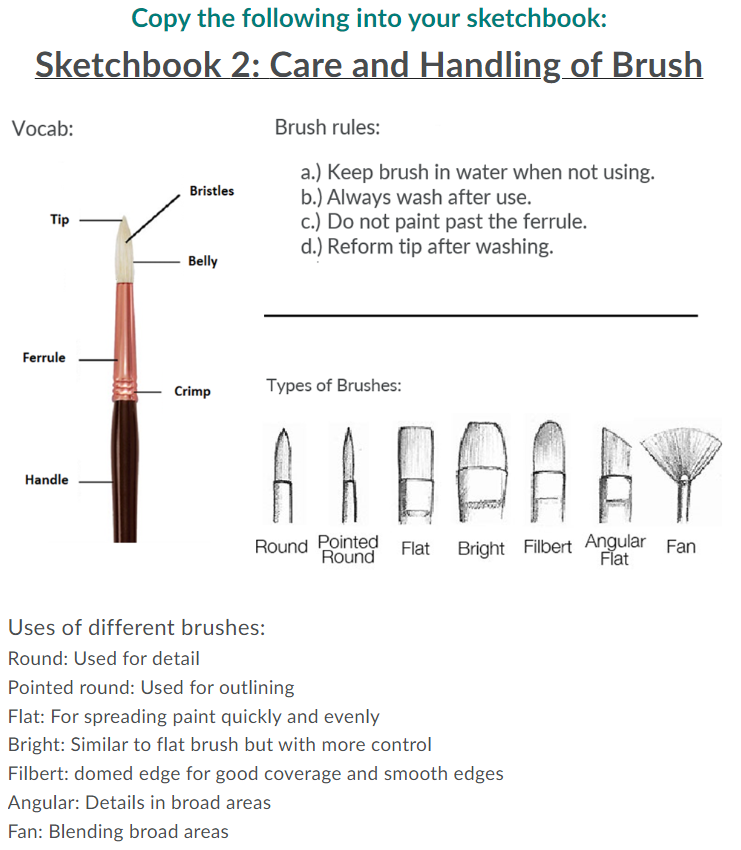 Copy the following into your sketchbook:
Sketchbook 2: Care and Handling of Brush
Vocab:
Tip
Bristles
Belly
Ferrule
Crimp
Handle
Brush rules:
a.) Keep brush in water when not using.
b.) Always wash after use.
c.) Do not paint past the ferrule.
d.) Reform tip after washing.
Types of Brushes:
Round
Pointed
Round
Flat
Bright
Filbert
Angular
Flat
Fan
Uses of different brushes:
Round: Used for detail
Pointed round: Used for outlining
Flat: For spreading paint quickly and evenly
Bright: Similar to flat brush but with more control
Filbert: domed edge for good coverage and smooth edges
Angular: Details in broad areas
Fan: Blending broad areas